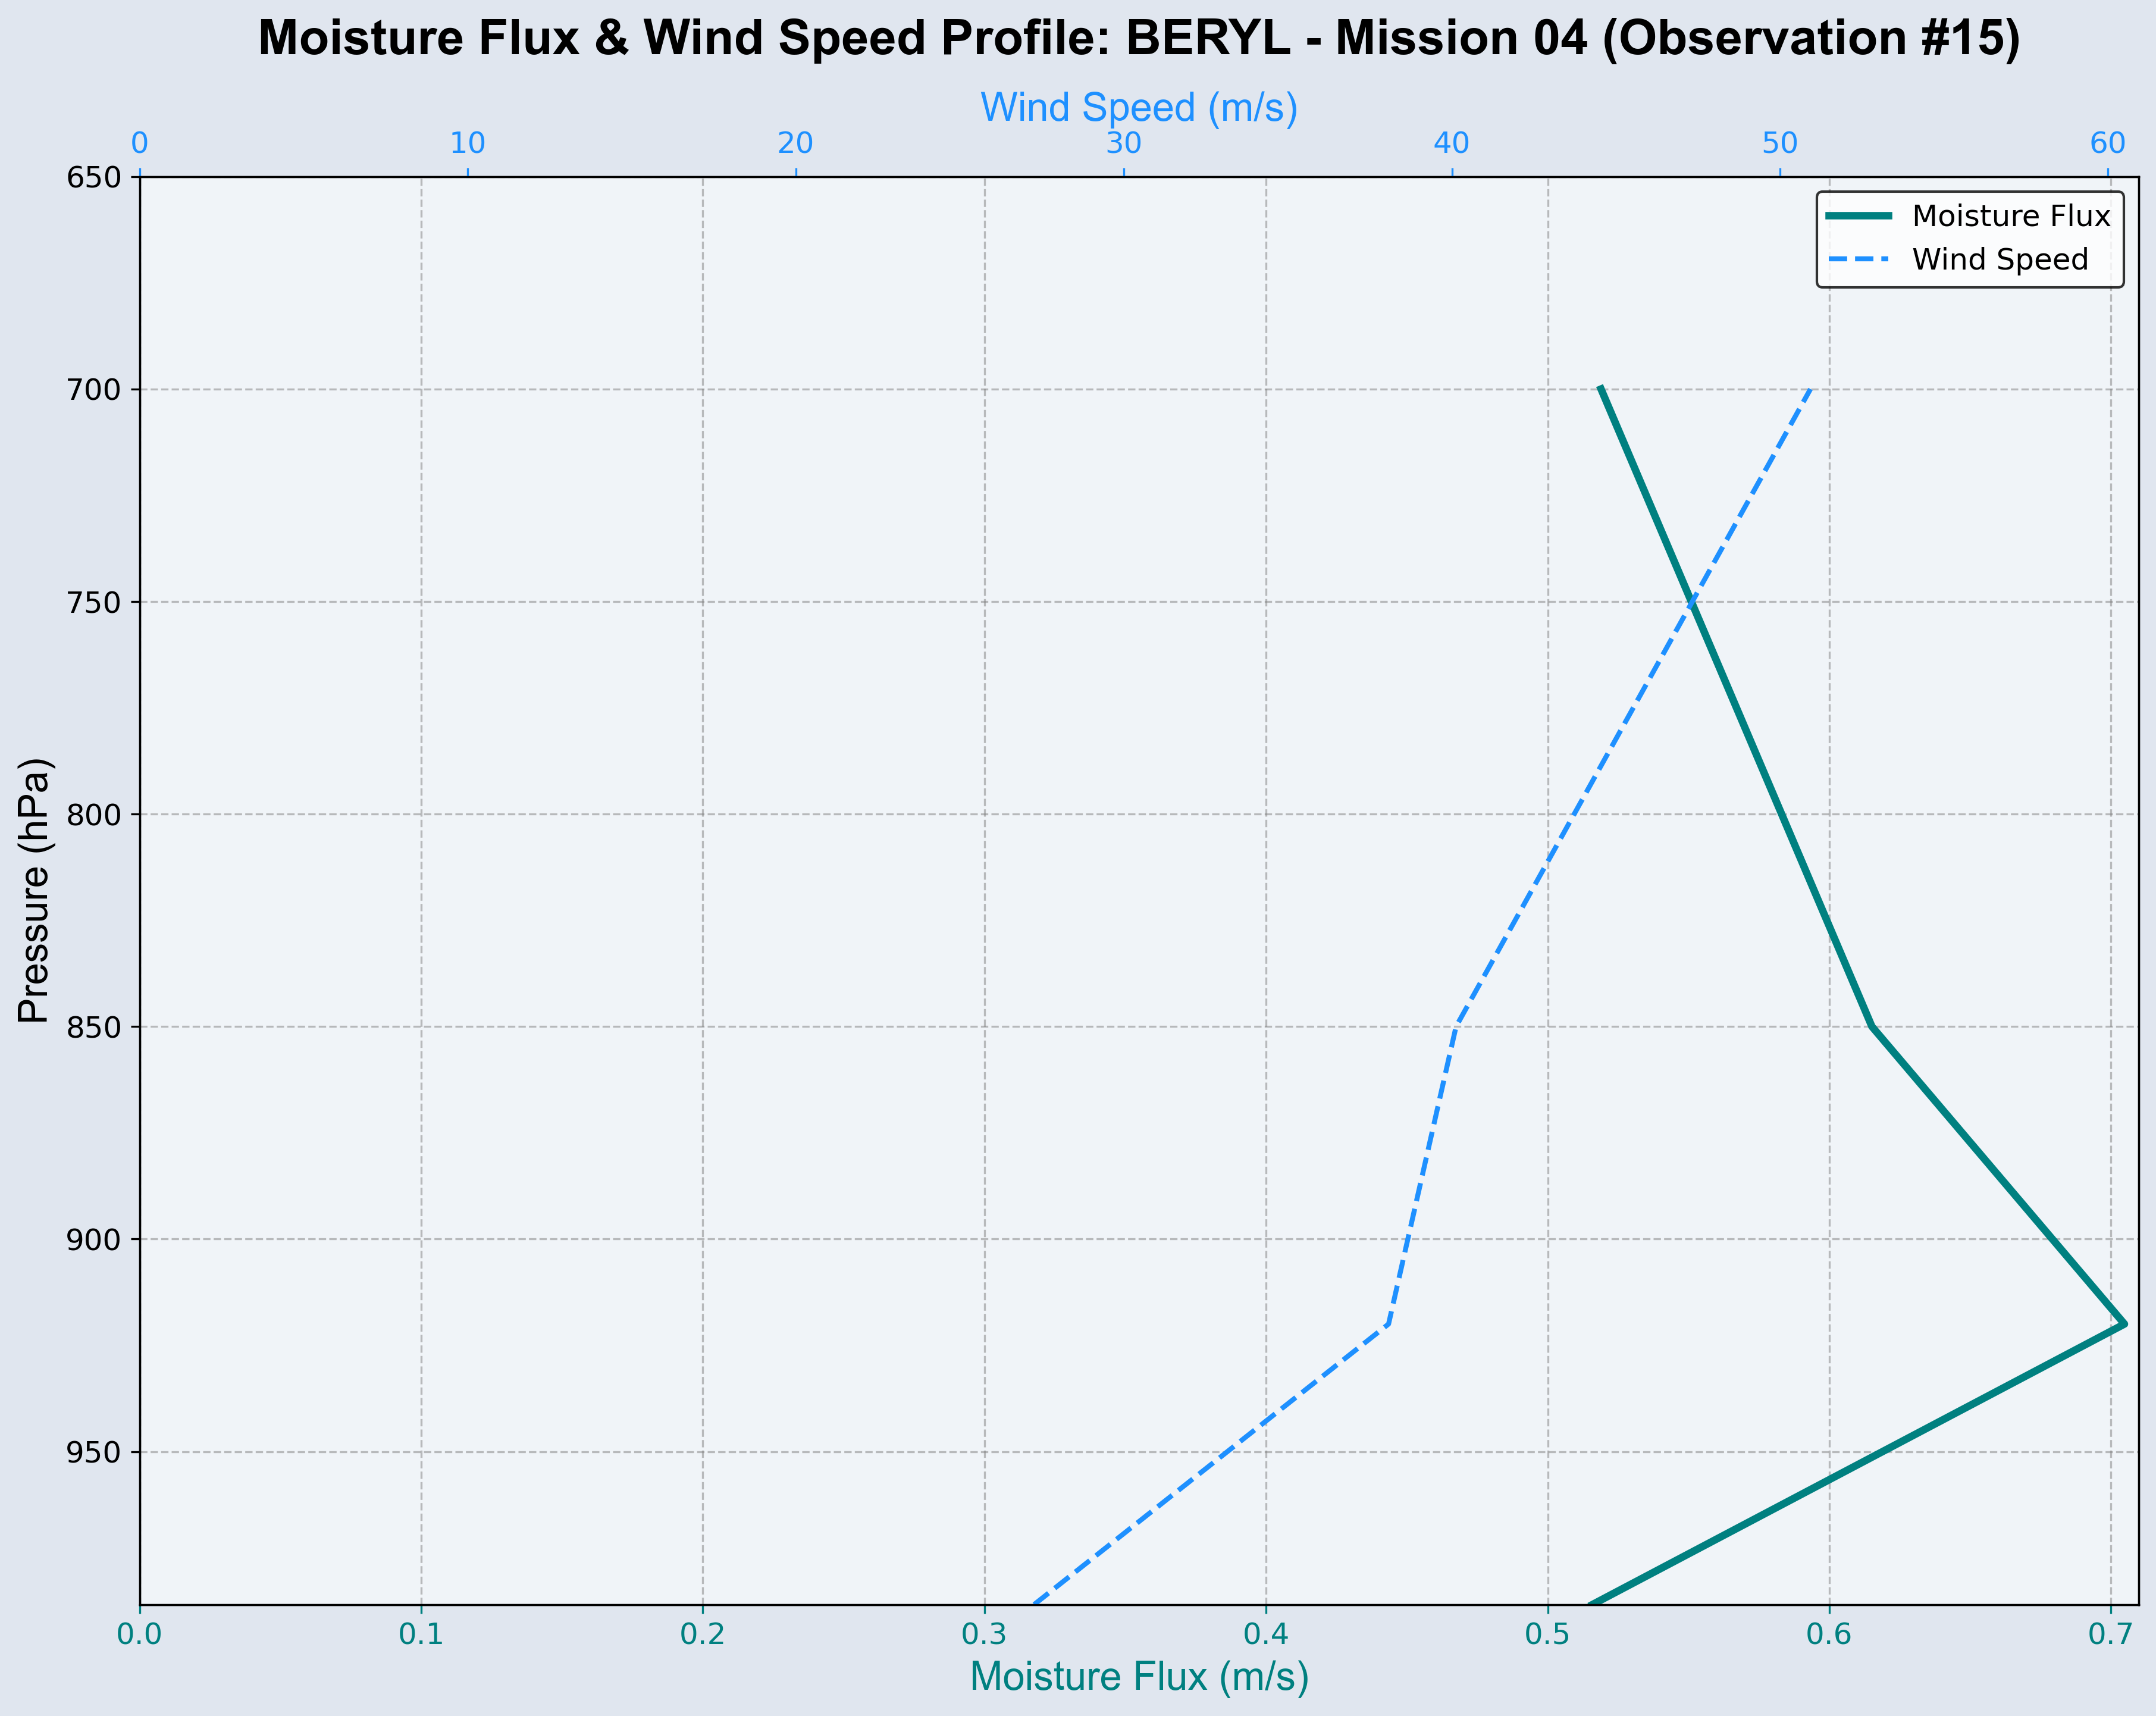 Moisture Flux & Wind Speed Profile: BERYL - Mission 04 (Observation #15)
Wind Speed (m/s)
0 10 20 30 40 50 60
Moisture Flux
Wind Speed
Pressure (hPa)
650
700
750
800
850
900
950
0.0 0.1 0.2 0.3 0.4 0.5 0.6 0.7
Moisture Flux (m/s)